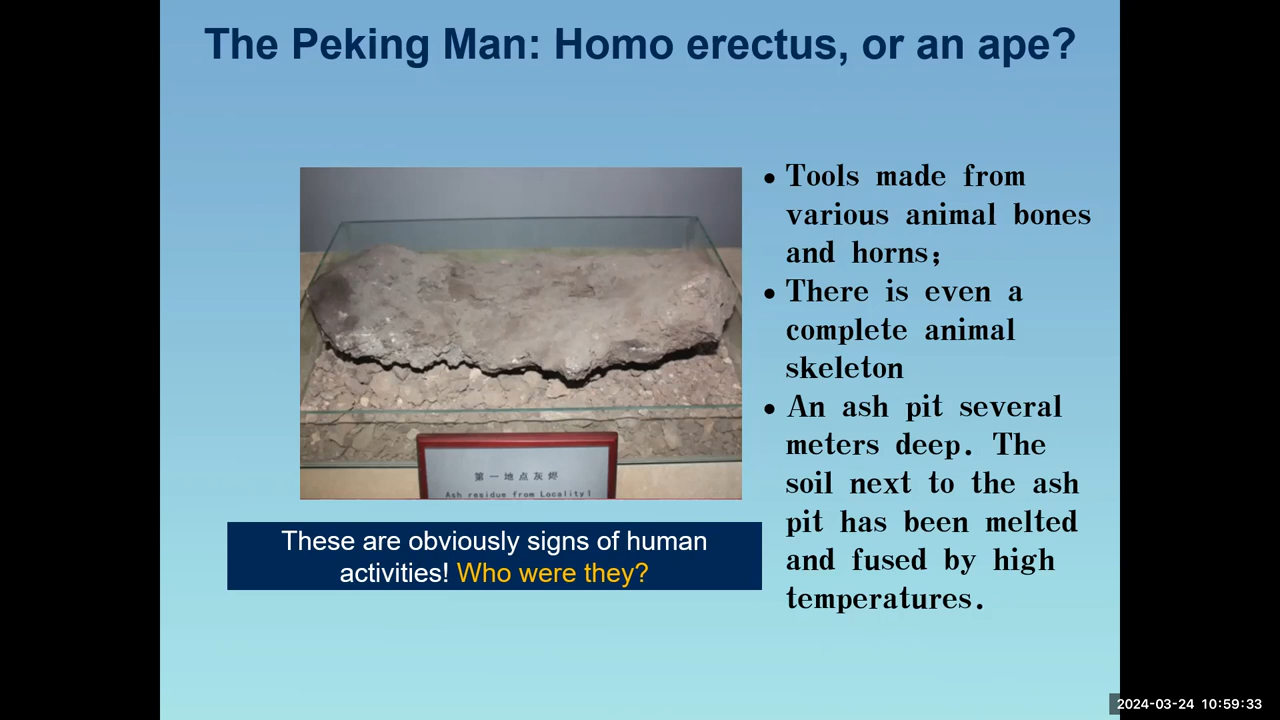 The Peking Man: Homo erectus, or an ape?
• Tools made from
various animal bones
and horns;
• There is even a
complete animal
skeleton
• An ash pit several
meters deep. The
soil next to the ash
pit has been melted
and fused by high
temperatures.
第一地点灰烬
Ash residue from Locality1
These are obviously signs of human
activities! Who were they?
2024-03-24 10:59:33